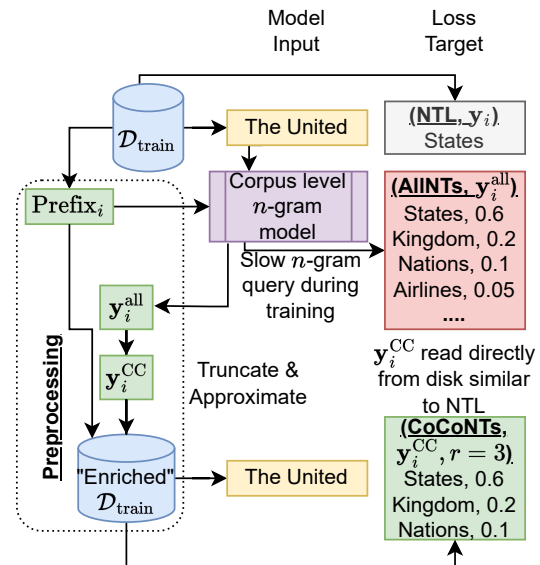 Model
Input
Loss
Target
𝒟train
The United
(NTL, yᵢ)
States
Prefixᵢ
Corpus level
n-gram
model
(AllNTs, yᵢᵃˡˡ)
States, 0.6
Kingdom, 0.2
Nations, 0.1
Airlines, 0.05
....
Slow n-gram
query during
training
yᵢᵃˡˡ
yᵢCC
Preprocessing
Truncate &
Approximate
yᵢCC read directly
from disk similar
to NTL
"Enriched"
𝒟train
The United
(CoCoNTs,
yᵢCC, r = 3)
States, 0.6
Kingdom, 0.2
Nations, 0.1